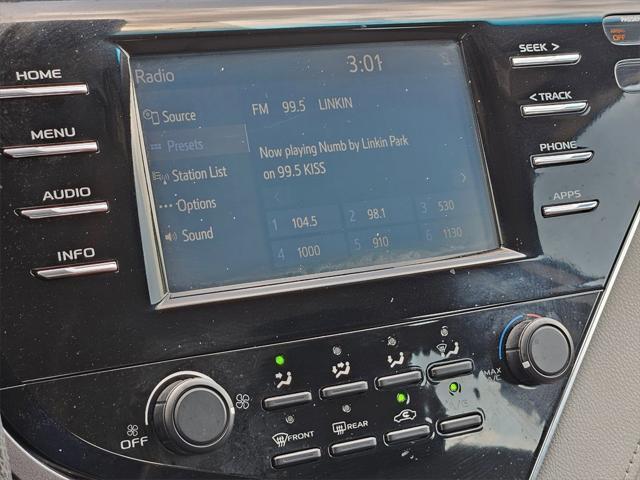 HOME
MENU
AUDIO
INFO
Radio
3:01
Source
Presets
Station List
Options
Sound
FM 99.5 LINKIN
Now playing Numb by Linkin Park
on 99.5 KISS
1 104.5 2 98.1 3 530
4 1000 5 910 6 1130
SEEK >
< TRACK
PHONE
APPS
OFF
OFF
FRONT
REAR
MAX
A/C
A/C